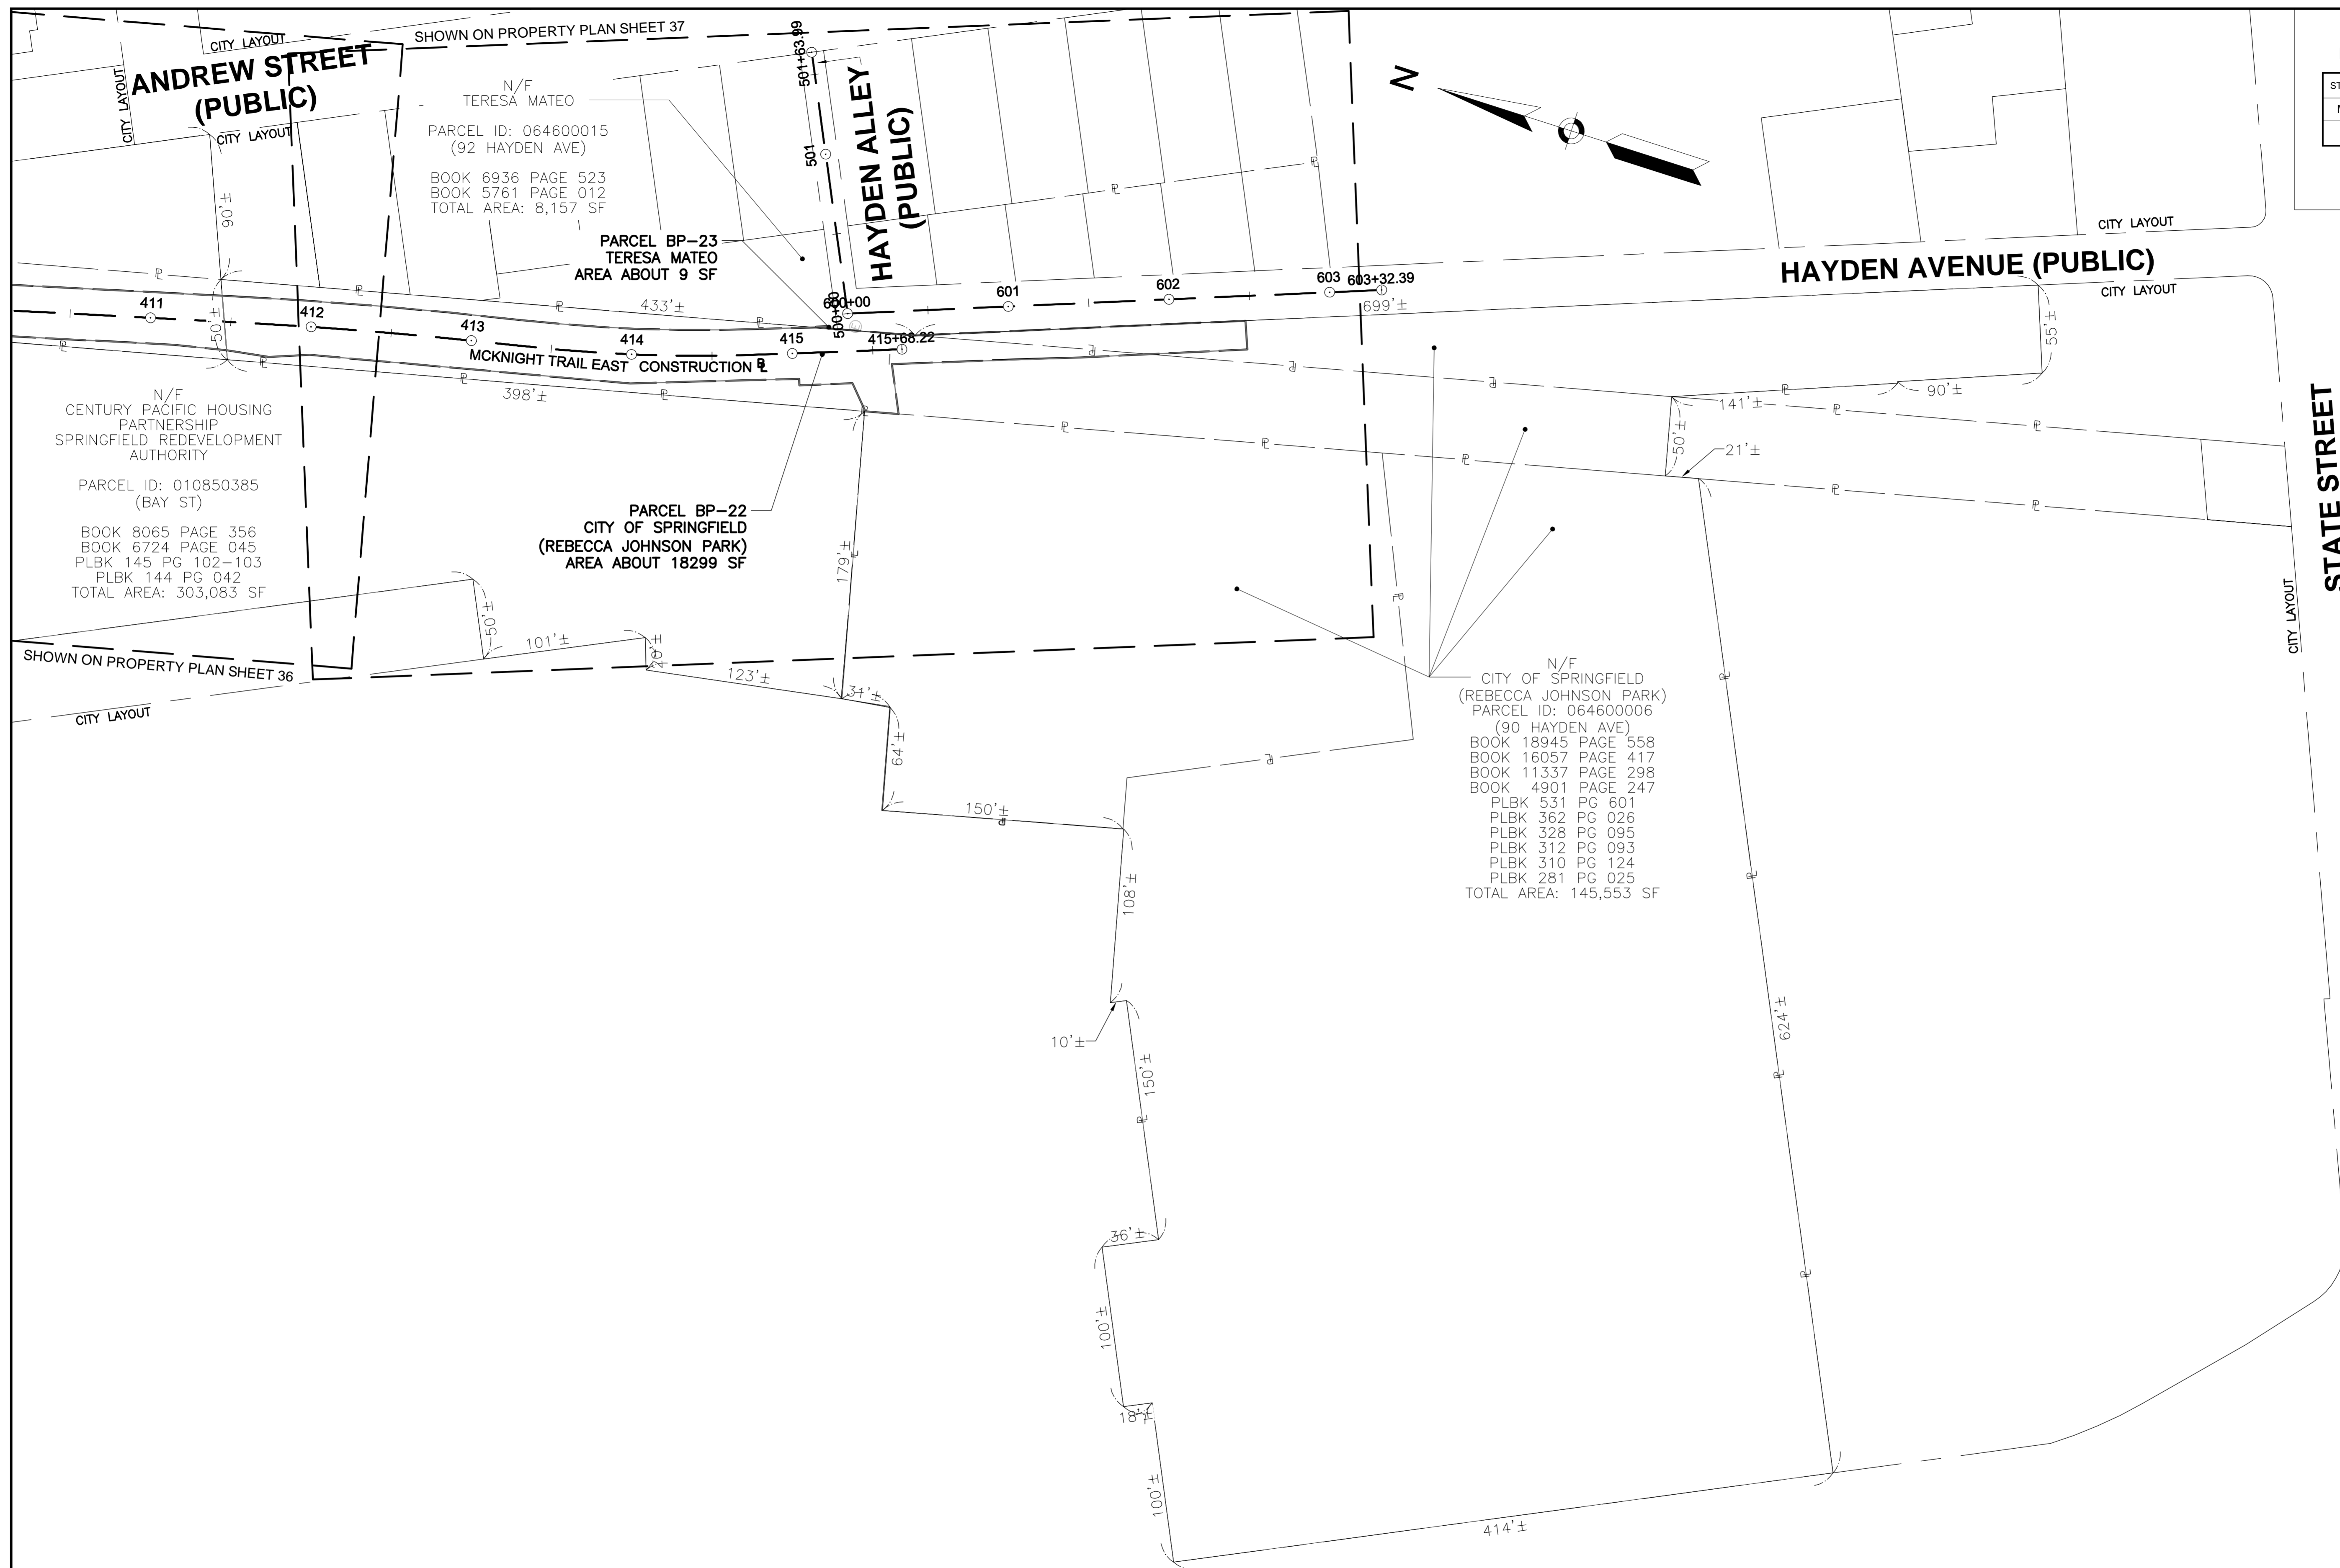 SHOWN ON PROPERTY PLAN SHEET 37
CITY LAYOUT
CITY LAYOUT
ANDREW STREET
(PUBLIC)
CITY LAYOUT
N/F
TERESA MATEO
PARCEL ID: 064600015
(92 HAYDEN AVE)
BOOK 6936 PAGE 523
BOOK 5761 PAGE 012
TOTAL AREA: 8,157 SF
501+63.99
501
HAYDEN ALLEY
(PUBLIC)
N
PARCEL BP-23
TERESA MATEO
AREA ABOUT 9 SF
CITY LAYOUT
HAYDEN AVENUE (PUBLIC)
CITY LAYOUT
90'±
50'±
433'±
411
412
413
414
415
415+68.22
500+00
600+00
601
602
603
603+32.39
699'±
55'±
MCKNIGHT TRAIL EAST CONSTRUCTION
398'±
141'±
90'±
50'±
21'±
STATE STREET
CITY LAYOUT
N/F
CENTURY PACIFIC HOUSING
PARTNERSHIP
SPRINGFIELD REDEVELOPMENT
AUTHORITY
PARCEL ID: 010850385
(BAY ST)
BOOK 8065 PAGE 356
BOOK 6724 PAGE 045
PLBK 145 PG 102-103
PLBK 144 PG 042
TOTAL AREA: 303,083 SF
PARCEL BP-22
CITY OF SPRINGFIELD
(REBECCA JOHNSON PARK)
AREA ABOUT 18299 SF
179'±
50'±
101'±
20'±
123'±
31'±
64'±
150'±
SHOWN ON PROPERTY PLAN SHEET 36
CITY LAYOUT
N/F
CITY OF SPRINGFIELD
(REBECCA JOHNSON PARK)
PARCEL ID: 064600006
(90 HAYDEN AVE)
BOOK 18945 PAGE 558
BOOK 16057 PAGE 417
BOOK 11337 PAGE 298
BOOK 4901 PAGE 247
PLBK 531 PG 601
PLBK 362 PG 026
PLBK 328 PG 095
PLBK 312 PG 093
PLBK 310 PG 124
PLBK 281 PG 025
TOTAL AREA: 145,553 SF
108'±
10'±
150'±
624'±
36'±
100'±
18'±
100'±
414'±